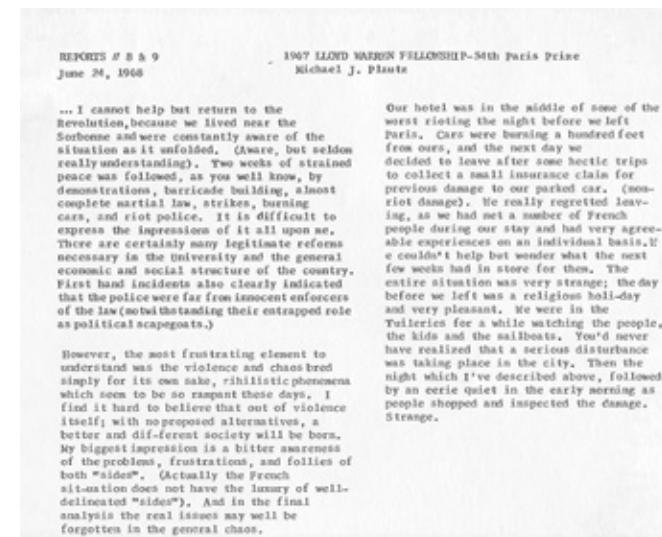 REPORTS # 8 & 9
June 24, 1968
1967 LLOYD WARREN FELLOWSHIP-54th Paris Prize
Michael J. Plautz
... I cannot help but return to the
Revolution,because we lived near the
Sorbonne and were constantly aware of the
situation as it unfolded. (Aware, but seldom
really understanding). Two weeks of strained
peace was followed, as you well know, by
demonstrations, barricade building, almost
complete martial law, strikes, burning
cars, and riot police. It is difficult to
express the impressions of it all upon me.
There are certainly many legitimate reforms
necessary in the University and the general
economic and social structure of the country.
First hand incidents also clearly indicated
that the police were far from innocent enforcers
of the law(notwithstanding their entrapped role
as political scapegoats.)
However, the most frustrating element to
understand was the violence and chaos bred
simply for its own sake, rihilistic phenomena
which seem to be so rampant these days. I
find it hard to believe that out of violence
itself; with no proposed alternatives, a
better and dif-ferent society will be born.
My biggest impression is a bitter awareness
of the problems, frustrations, and follies of
both "sides". (Actually the French
sit-uation does not have the luxury of well-
delineated "sides"). And in the final
analysis the real issues may well be
forgotten in the general chaos.
Our hotel was in the middle of some of the
worst rioting the night before we left
Paris. Cars were burning a hundred feet
from ours, and the next day we
decided to leave after some hectic trips
to collect a small insurance claim for
previous damage to our parked car. (non-
riot damage). We really regretted leav-
ing, as we had met a number of French
people during our stay and had very agree-
able experiences on an individual basis.W
e couldn't help but wonder what the next
few weeks had in store for them. The
entire situation was very strange; the day
before we left was a religious holi-day
and very pleasant. We were in the
Tuileries for a while watching the people,
the kids and the sailboats. You'd never
have realized that a serious disturbance
was taking place in the city. Then the
night which I've described above, followed
by an eerie quiet in the early morning as
people shopped and inspected the damage.
Strange.